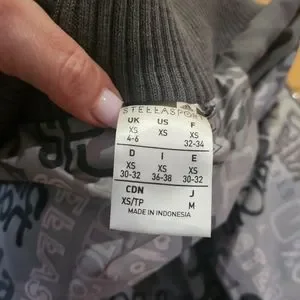 STELLASPORT
UK US F
XS XS XS
4-6 32-34
D I E
XS XS XS
30-32 36-38 30-32
CDN J
XS/TP M
MADE IN INDONESIA